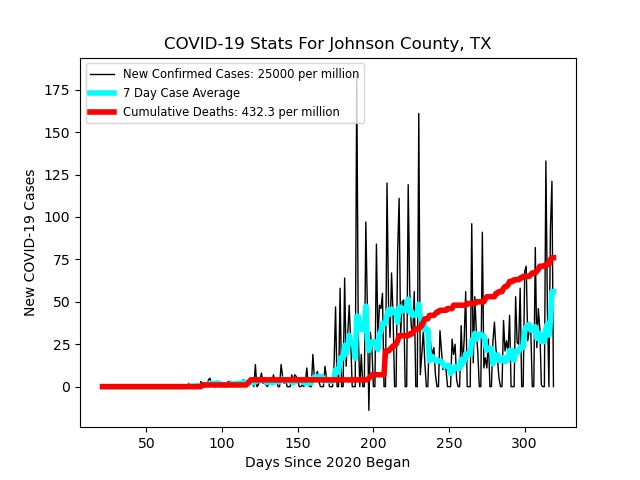 COVID-19 Stats For Johnson County, TX
New Confirmed Cases: 25000 per million
7 Day Case Average
Cumulative Deaths: 432.3 per million
New COVID-19 Cases
175
150
125
100
75
50
25
0
50 100 150 200 250 300
Days Since 2020 Began